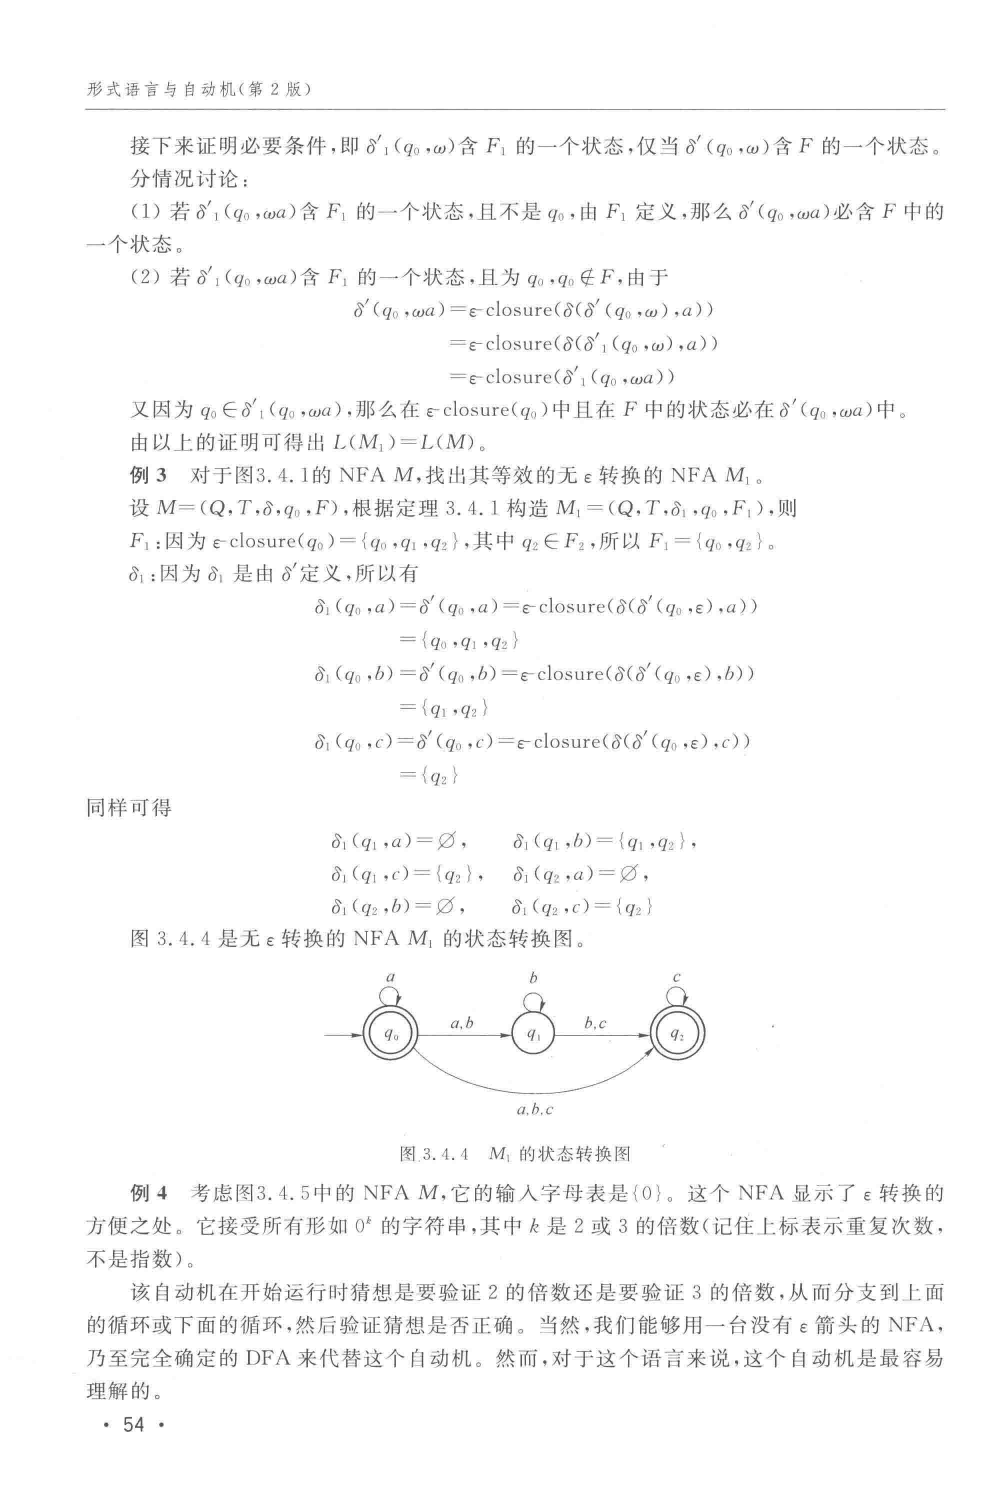 形式语言与自动机(第2版)
接下来证明必要条件,即δ′₁(q₀,ω)含 F₁ 的一个状态,仅当δ′(q₀,ω)含 F 的一个状态。
分情况讨论:
(1) 若δ′₁(q₀,ωa)含 F₁ 的一个状态,且不是 q₀,由 F₁ 定义,那么δ′(q₀,ωa)必含 F 中的
一个状态。
(2) 若δ′₁(q₀,ωa)含 F₁ 的一个状态,且为 q₀,q₀∉F,由于
δ′(q₀,ωa)=ε-closure(δ(δ′(q₀,ω),a))
=ε-closure(δ(δ′₁(q₀,ω),a))
=ε-closure(δ′₁(q₀,ωa))
又因为 q₀∈δ′₁(q₀,ωa),那么在 ε-closure(q₀)中且在 F 中的状态必在δ′(q₀,ωa)中。
由以上的证明可得出 L(M₁)=L(M)。
例 3 对于图3.4.1的 NFA M,找出其等效的无 ε 转换的 NFA M₁。
设 M=(Q,T,δ,q₀,F),根据定理 3.4.1 构造 M₁=(Q,T,δ₁,q₀,F₁),则
F₁:因为 ε-closure(q₀)={q₀,q₁,q₂},其中 q₂∈F₂,所以 F₁={q₀,q₂}。
δ₁:因为 δ₁ 是由 δ′定义,所以有
δ₁(q₀,a)=δ′(q₀,a)=ε-closure(δ(δ′(q₀,ε),a))
={q₀,q₁,q₂}
δ₁(q₀,b)=δ′(q₀,b)=ε-closure(δ(δ′(q₀,ε),b))
={q₁,q₂}
δ₁(q₀,c)=δ′(q₀,c)=ε-closure(δ(δ′(q₀,ε),c))
={q₂}
同样可得
δ₁(q₁,a)=∅, δ₁(q₁,b)={q₁,q₂},
δ₁(q₁,c)={q₂}, δ₁(q₂,a)=∅,
δ₁(q₂,b)=∅, δ₁(q₂,c)={q₂}
图 3.4.4 是无 ε 转换的 NFA M₁ 的状态转换图。
a b c
a,b b,c
q₀ q₁ q₂
a,b,c
图 3.4.4 M₁ 的状态转换图
例 4 考虑图3.4.5中的 NFA M,它的输入字母表是{0}。这个 NFA 显示了 ε 转换的
方便之处。它接受所有形如 0ᵏ 的字符串,其中 k 是 2 或 3 的倍数(记住上标表示重复次数,
不是指数)。
该自动机在开始运行时猜想是要验证 2 的倍数还是要验证 3 的倍数,从而分支到上面
的循环或下面的循环,然后验证猜想是否正确。当然,我们能够用一台没有 ε 箭头的 NFA,
乃至完全确定的 DFA 来代替这个自动机。然而,对于这个语言来说,这个自动机是最容易
理解的。
· 54 ·